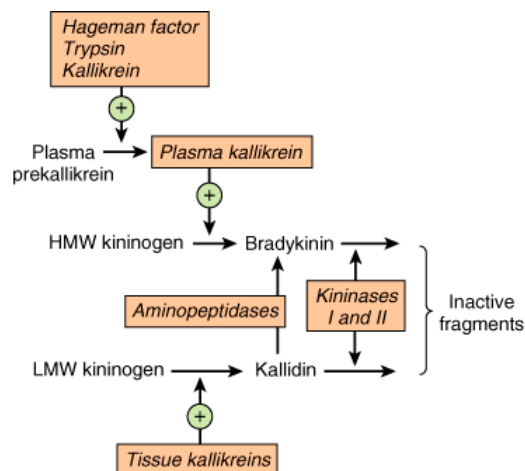 Hageman factor
Trypsin
Kallikrein
+
Plasma
prekallikrein
Plasma kallikrein
+
HMW kininogen
Bradykinin
Aminopeptidases
Kininases
I and II
Inactive
fragments
LMW kininogen
Kallidin
+
Tissue kallikreins